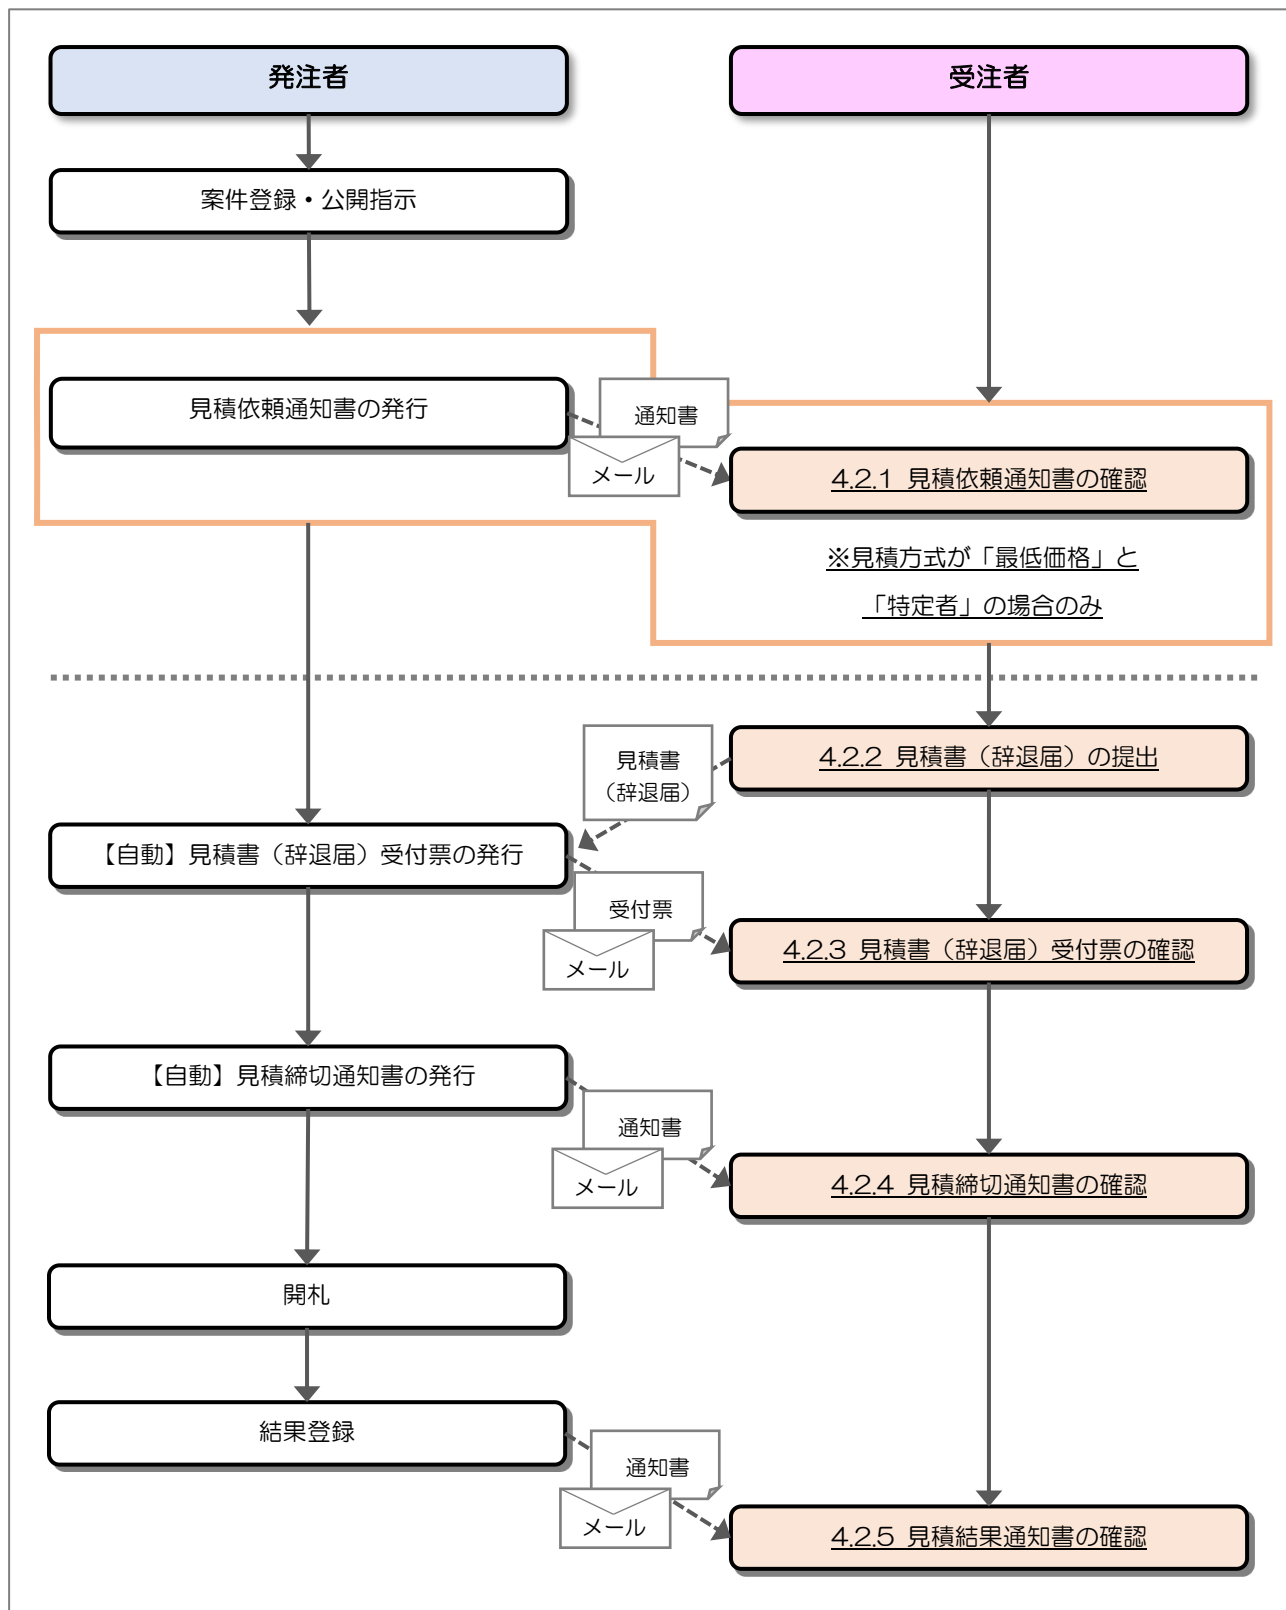 発注者
受注者
案件登録・公開指示
見積依頼通知書の発行
通知書
メール
4.2.1 見積依頼通知書の確認
※見積方式が「最低価格」と
「特定者」の場合のみ
4.2.2 見積書（辞退届）の提出
見積書
（辞退届）
【自動】見積書（辞退届）受付票の発行
受付票
メール
4.2.3 見積書（辞退届）受付票の確認
【自動】見積締切通知書の発行
通知書
メール
4.2.4 見積締切通知書の確認
開札
結果登録
通知書
メール
4.2.5 見積結果通知書の確認